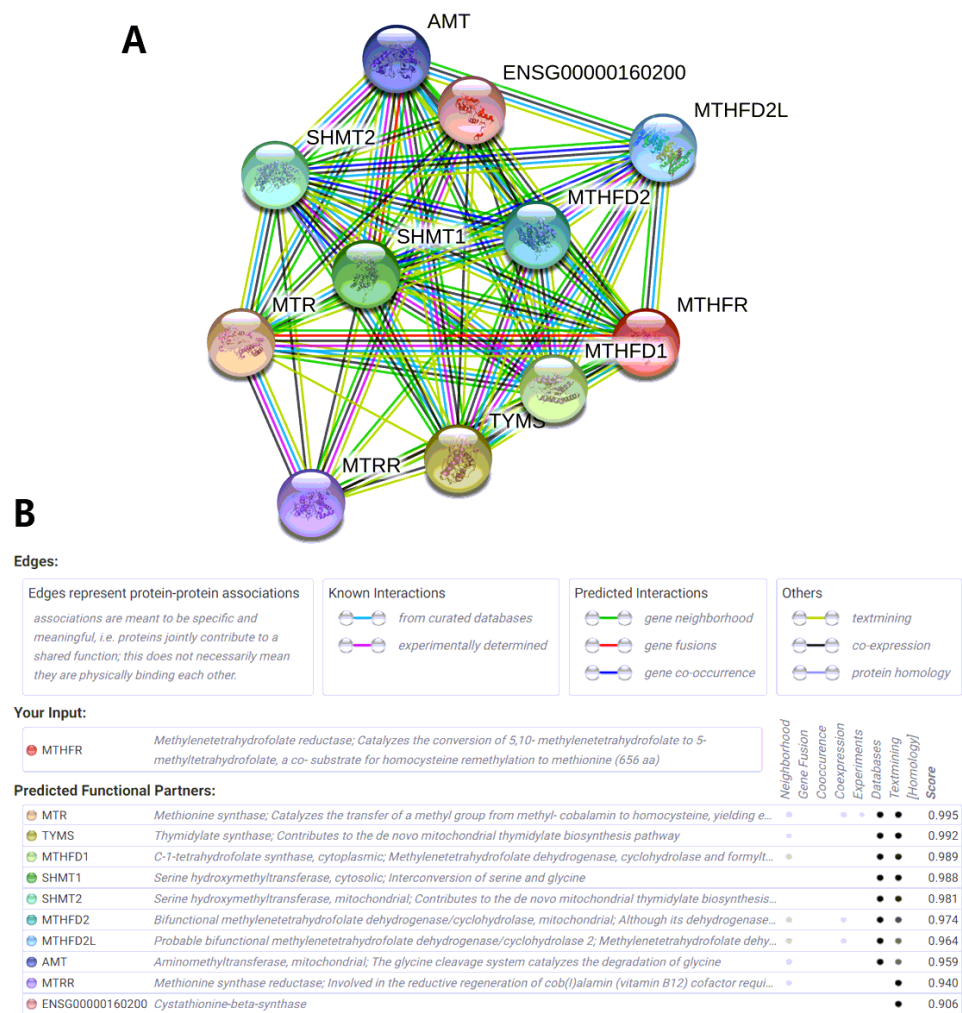 A
AMT
ENSG00000160200
MTHFD2L
SHMT2
MTHFD2
SHMT1
MTR
MTHFR
MTHFD1
TYMS
MTRR
B
Edges:
Edges represent protein-protein associations
associations are meant to be specific and
meaningful, i.e. proteins jointly contribute to a
shared function; this does not necessarily mean
they are physically binding each other.
Known Interactions
from curated databases
experimentally determined
Predicted Interactions
gene neighborhood
gene fusions
gene co-occurrence
Others
textmining
co-expression
protein homology
Your Input:
MTHFR
Methylenetetrahydrofolate reductase; Catalyzes the conversion of 5,10- methylenetetrahydrofolate to 5-
methyltetrahydrofolate, a co- substrate for homocysteine remethylation to methionine (656 aa)
Neighborhood
Gene Fusion
Cooccurence
Coexpression
Experiments
Databases
Textmining
[Homology]
Score
Predicted Functional Partners:
MTR Methionine synthase; Catalyzes the transfer of a methyl group from methyl- cobalamin to homocysteine, yielding e... 0.995
TYMS Thymidylate synthase; Contributes to the de novo mitochondrial thymidylate biosynthesis pathway 0.992
MTHFD1 C-1-tetrahydrofolate synthase, cytoplasmic; Methylenetetrahydrofolate dehydrogenase, cyclohydrolase and formylt... 0.989
SHMT1 Serine hydroxymethyltransferase, cytosolic; Interconversion of serine and glycine 0.988
SHMT2 Serine hydroxymethyltransferase, mitochondrial; Contributes to the de novo mitochondrial thymidylate biosynthesis... 0.981
MTHFD2 Bifunctional methylenetetrahydrofolate dehydrogenase/cyclohydrolase, mitochondrial; Although its dehydrogenase... 0.974
MTHFD2L Probable bifunctional methylenetetrahydrofolate dehydrogenase/cyclohydrolase 2; Methylenetetrahydrofolate dehy... 0.964
AMT Aminomethyltransferase, mitochondrial; The glycine cleavage system catalyzes the degradation of glycine 0.959
MTRR Methionine synthase reductase; Involved in the reductive regeneration of cob(I)alamin (vitamin B12) cofactor requi... 0.940
ENSG00000160200 Cystathionine-beta-synthase 0.906